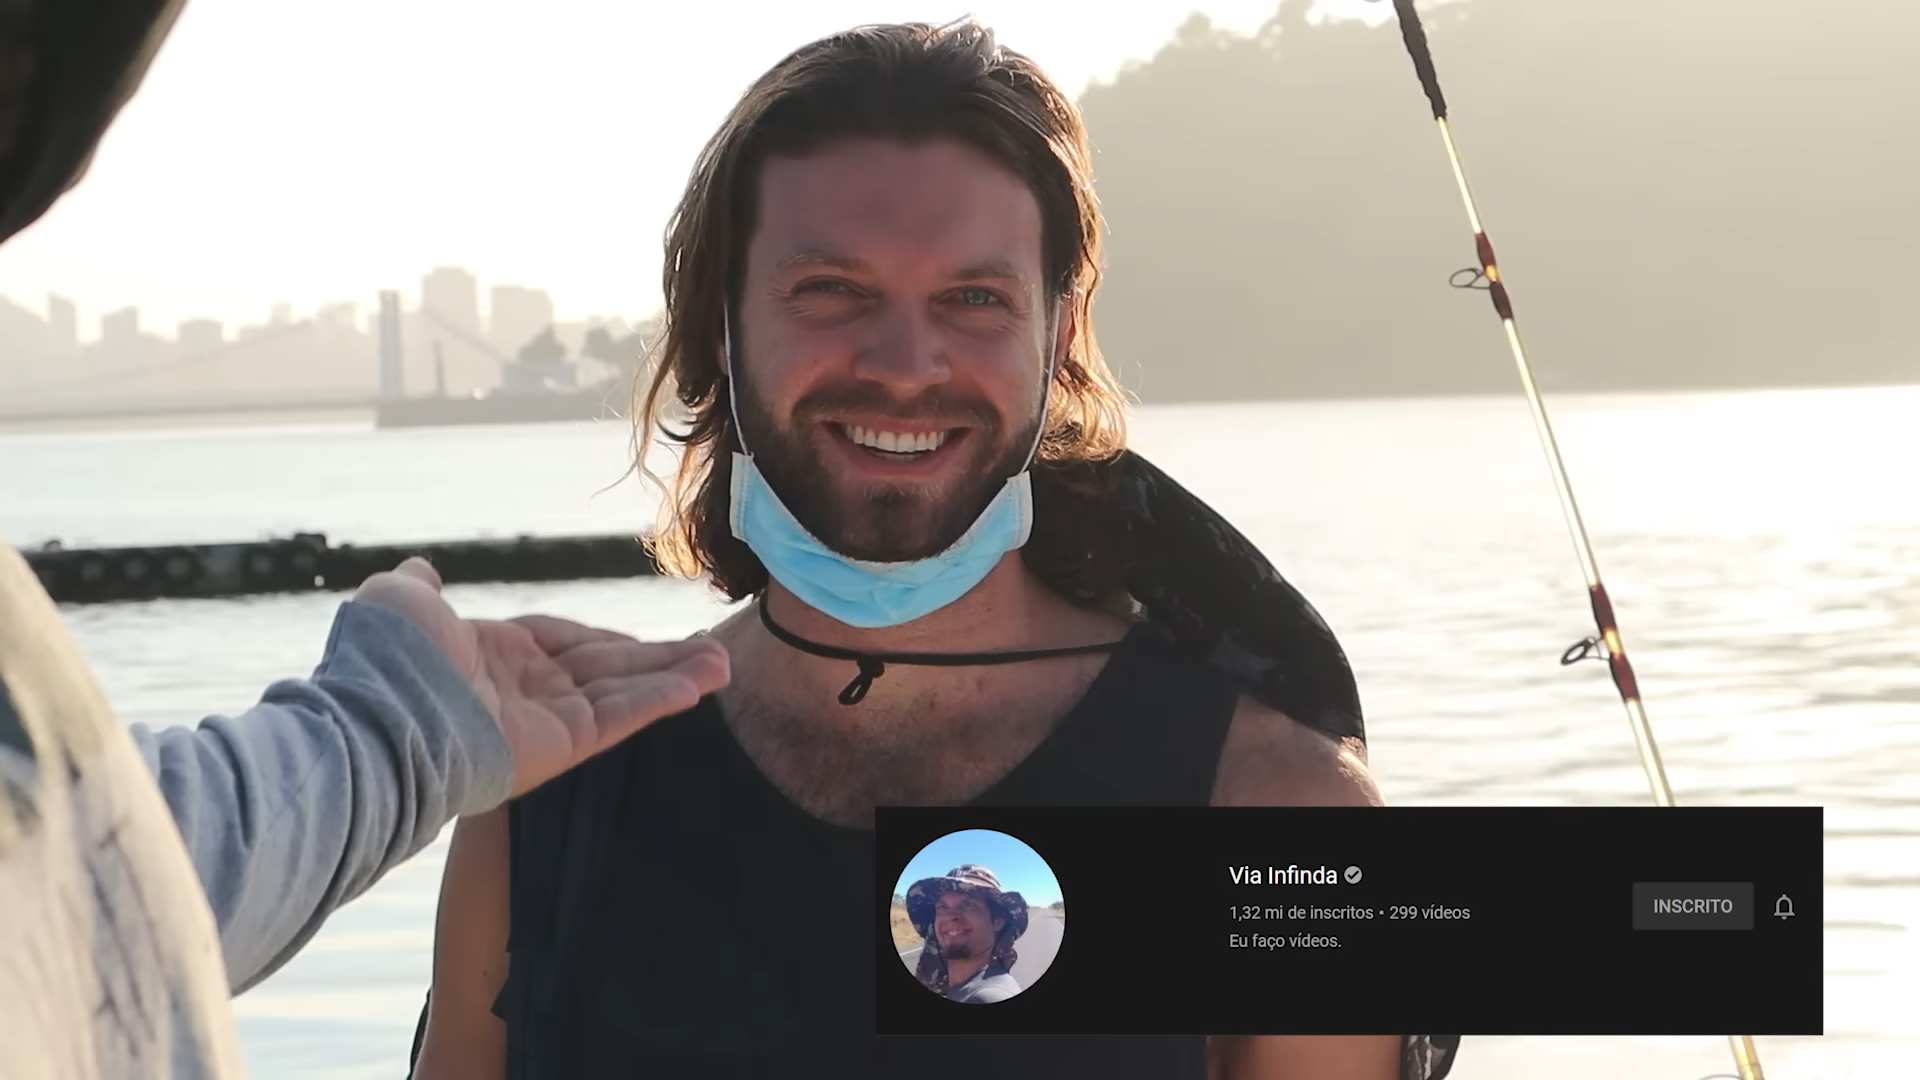 Via Infinda
1,32 mi de inscritos • 299 vídeos
Eu faço vídeos.
INSCRITO